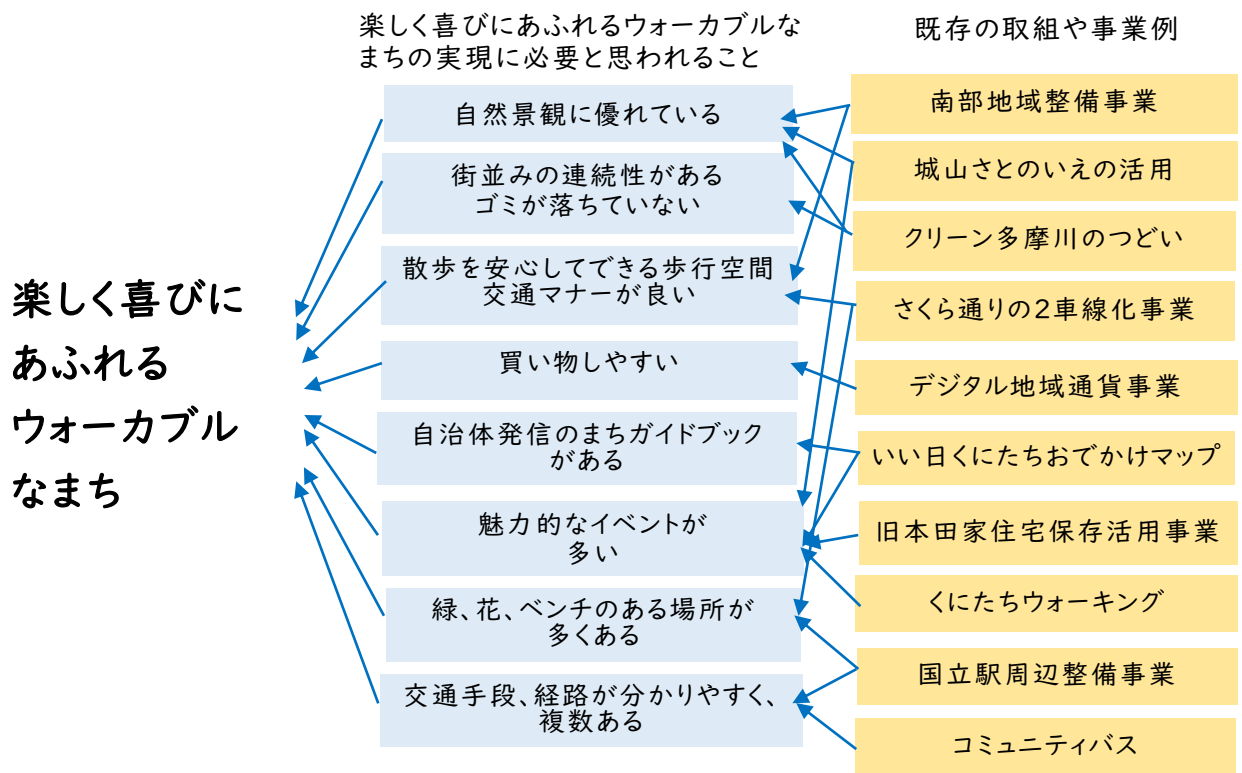 楽しく喜びにあふれるウォーカブルな
まちの実現に必要と思われること
既存の取組や事業例
楽しく喜びに
あふれる
ウォーカブル
なまち
自然景観に優れている
街並みの連続性がある
ゴミが落ちていない
散歩を安心してできる歩行空間
交通マナーが良い
買い物しやすい
自治体発信のまちガイドブック
がある
魅力的なイベントが
多い
緑、花、ベンチのある場所が
多くある
交通手段、経路が分かりやすく、
複数ある
南部地域整備事業
城山さとのいえの活用
クリーン多摩川のつどい
さくら通りの2車線化事業
デジタル地域通貨事業
いい日くにたちおでかけマップ
旧本田家住宅保存活用事業
くにたちウォーキング
国立駅周辺整備事業
コミュニティバス